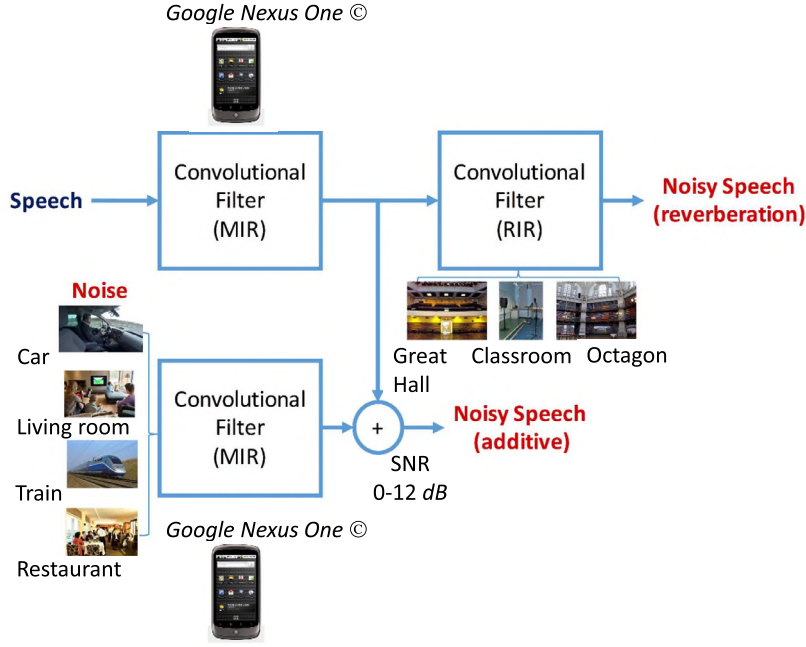 Google Nexus One ©
Convolutional
Filter
(MIR)
Convolutional
Filter
(RIR)
Speech
Noisy Speech
(reverberation)
Noise
Car
Living room
Train
Restaurant
Great
Hall
Classroom
Octagon
Convolutional
Filter
(MIR)
+
Noisy Speech
(additive)
SNR
0-12 dB
Google Nexus One ©